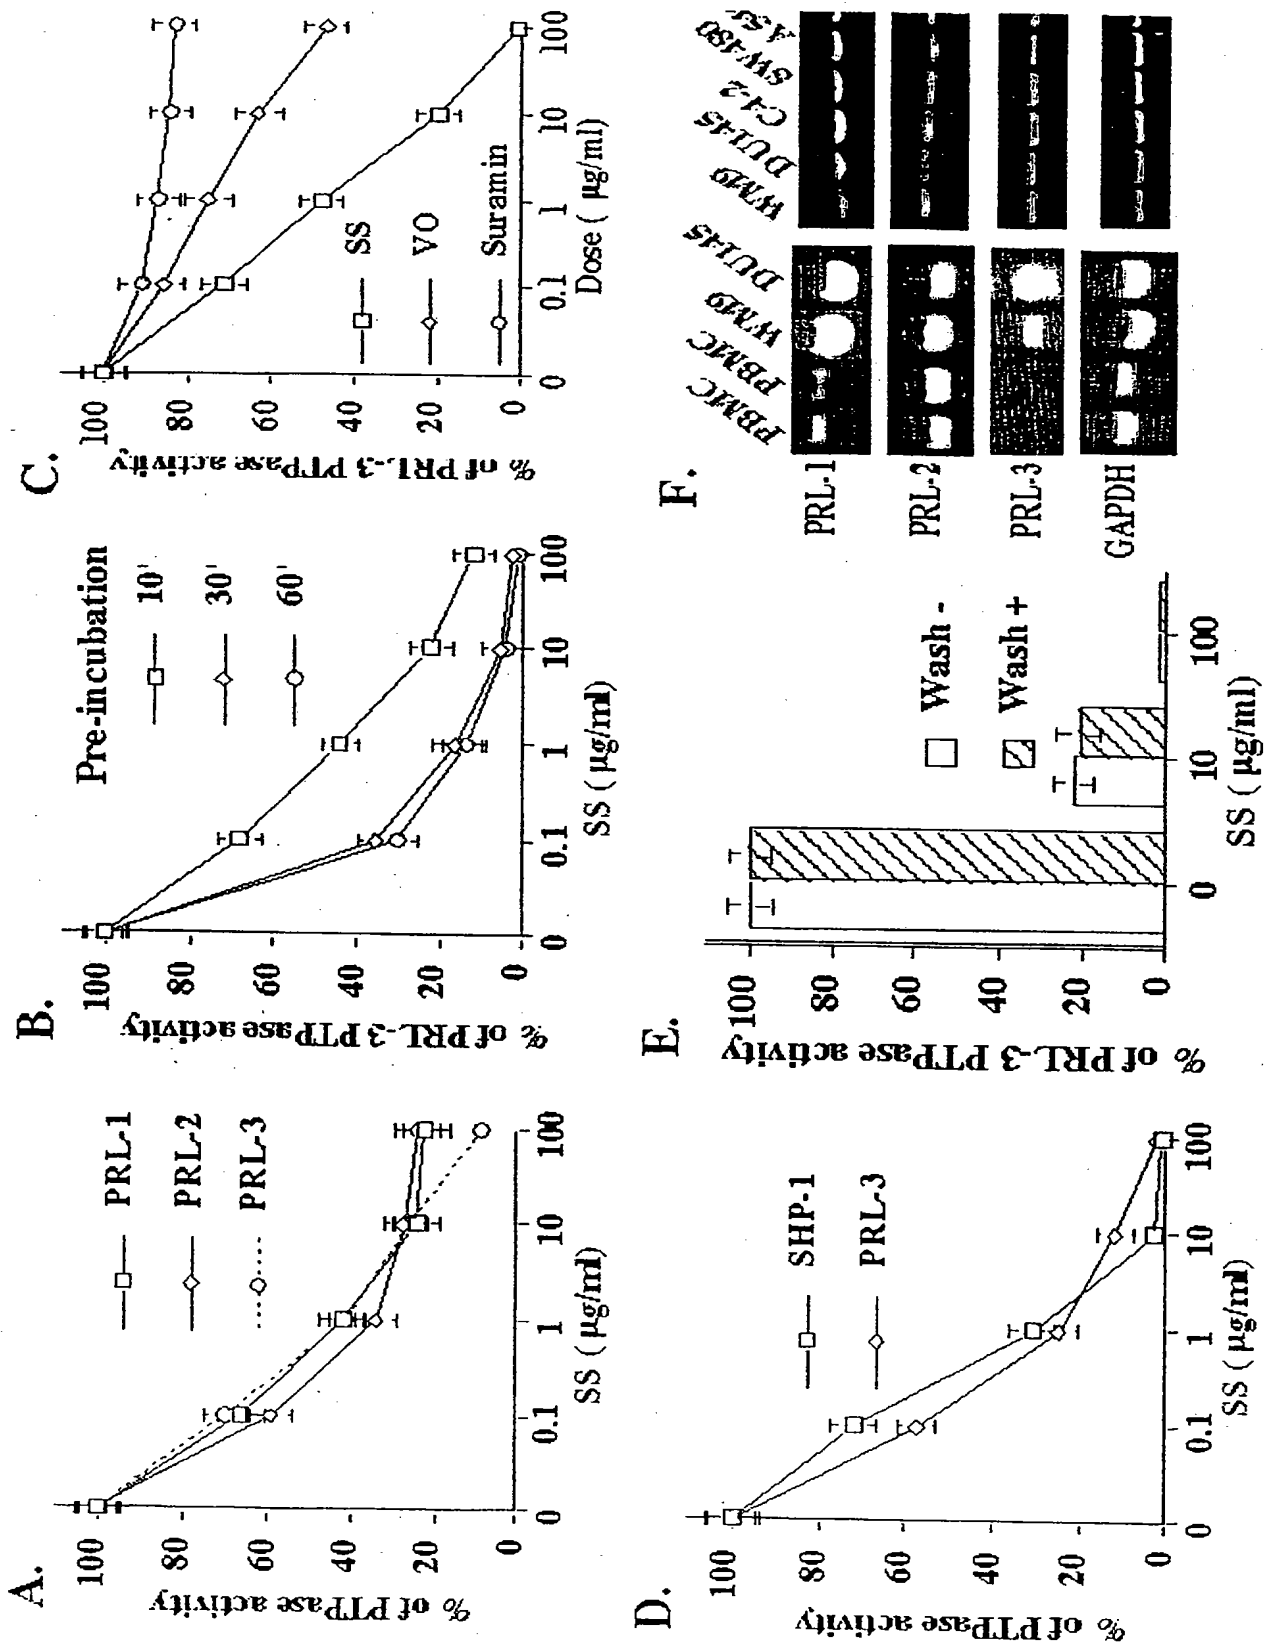 A.
% of PTPase activity
100
80
60
40
20
0
PRL-1
PRL-2
PRL-3
0
0.1
1
10
100
SS ( µg/ml)
B.
% of PRL-3 PTPase activity
100
80
60
40
20
0
Pre-incubation
10'
30'
60'
0
0.1
1
10
100
SS ( µg/ml)
C.
% of PRL-3 PTPase activity
100
80
60
40
20
0
SS
VO
Suramin
0
0.1
1
10
100
Dose ( µg/ml)
D.
% of PTPase activity
100
80
60
40
20
0
SHP-1
PRL-3
0
0.1
1
10
100
SS ( µg/ml)
E.
% of PRL-3 PTPase activity
100
80
60
40
20
0
Wash -
Wash +
0
10
100
SS ( µg/ml)
F.
PBMC
PBMC
WM9
DU145
WM9
DU145
C4-2
SW480
PRL-1
PRL-2
PRL-3
GAPDH